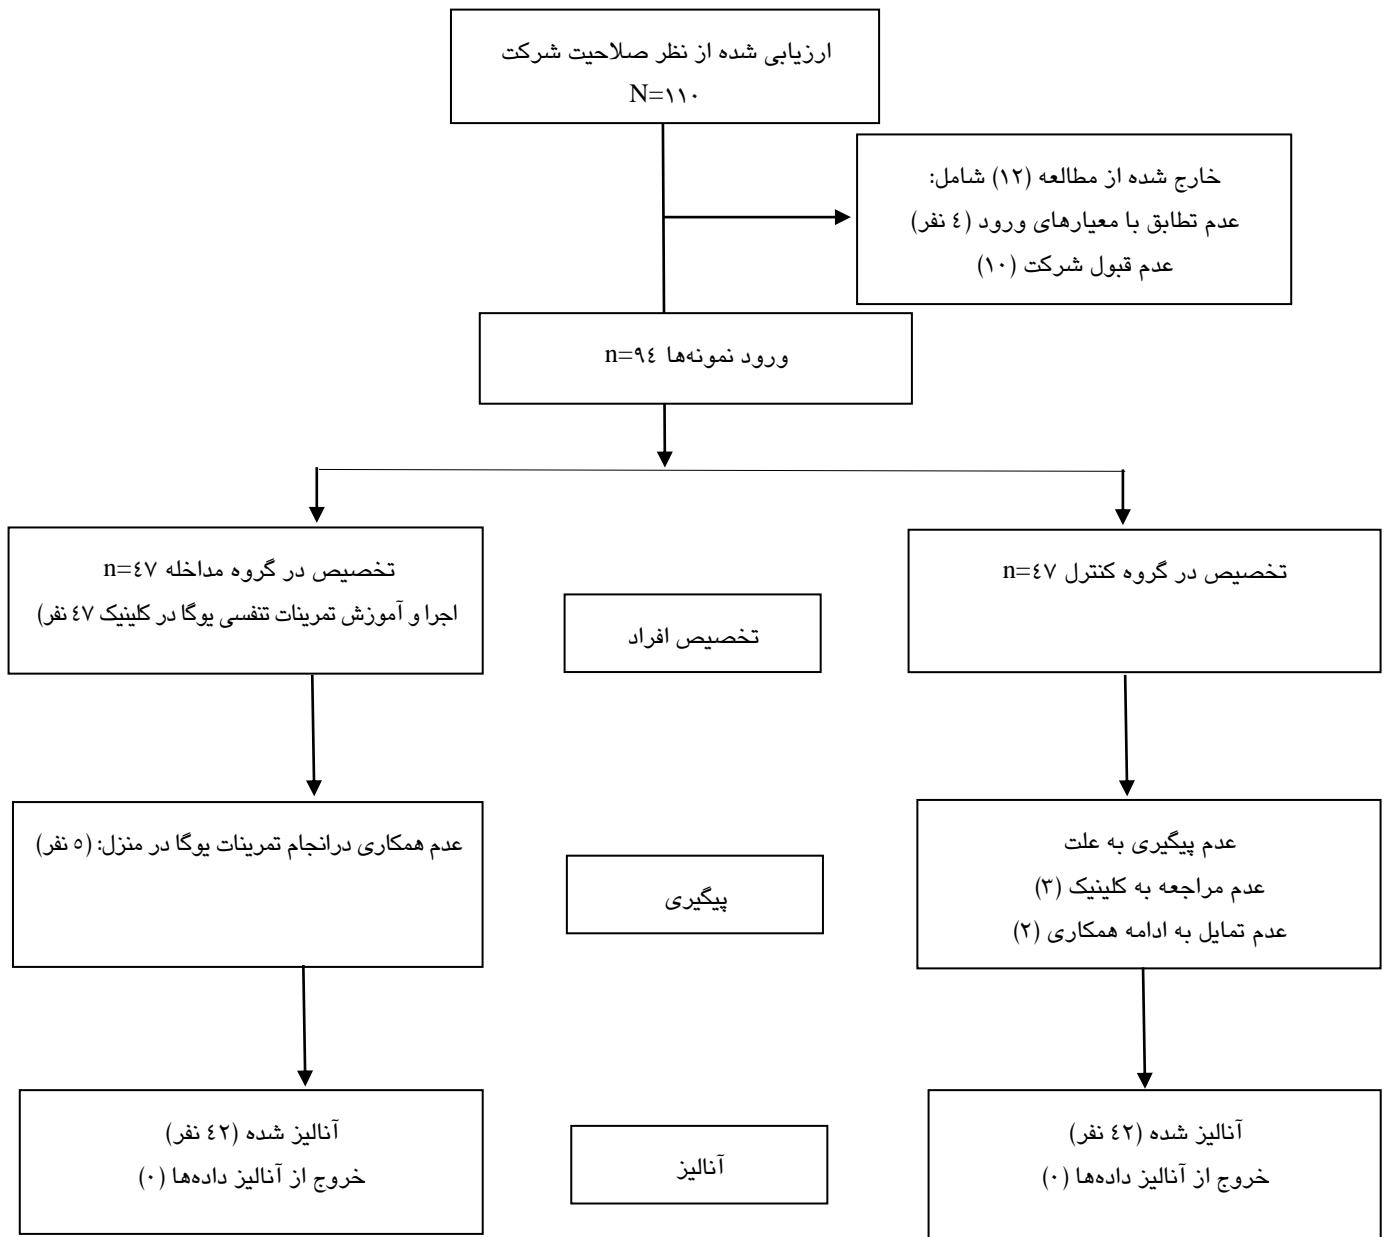 ارزیابی شده از نظر صلاحیت شرکت
N=۱۱۰
خارج شده از مطالعه (۱۲) شامل:
عدم تطابق با معیارهای ورود (٤ نفر)
عدم قبول شرکت (۱۰)
ورود نمونه‌ها n=۹٤
تخصیص در گروه کنترل n=٤۷
تخصیص در گروه مداخله n=٤۷
اجرا و آموزش تمرینات تنفسی یوگا در کلینیک ٤۷ نفر)
تخصیص افراد
عدم پیگیری به علت
عدم مراجعه به کلینیک (۳)
عدم تمایل به ادامه همکاری (۲)
پیگیری
عدم همکاری درانجام تمرینات یوگا در منزل: (٥ نفر)
آنالیز شده (٤۲ نفر)
خروج از آنالیز داده‌ها (۰)
آنالیز
آنالیز شده (٤۲ نفر)
خروج از آنالیز داده‌ها (۰)